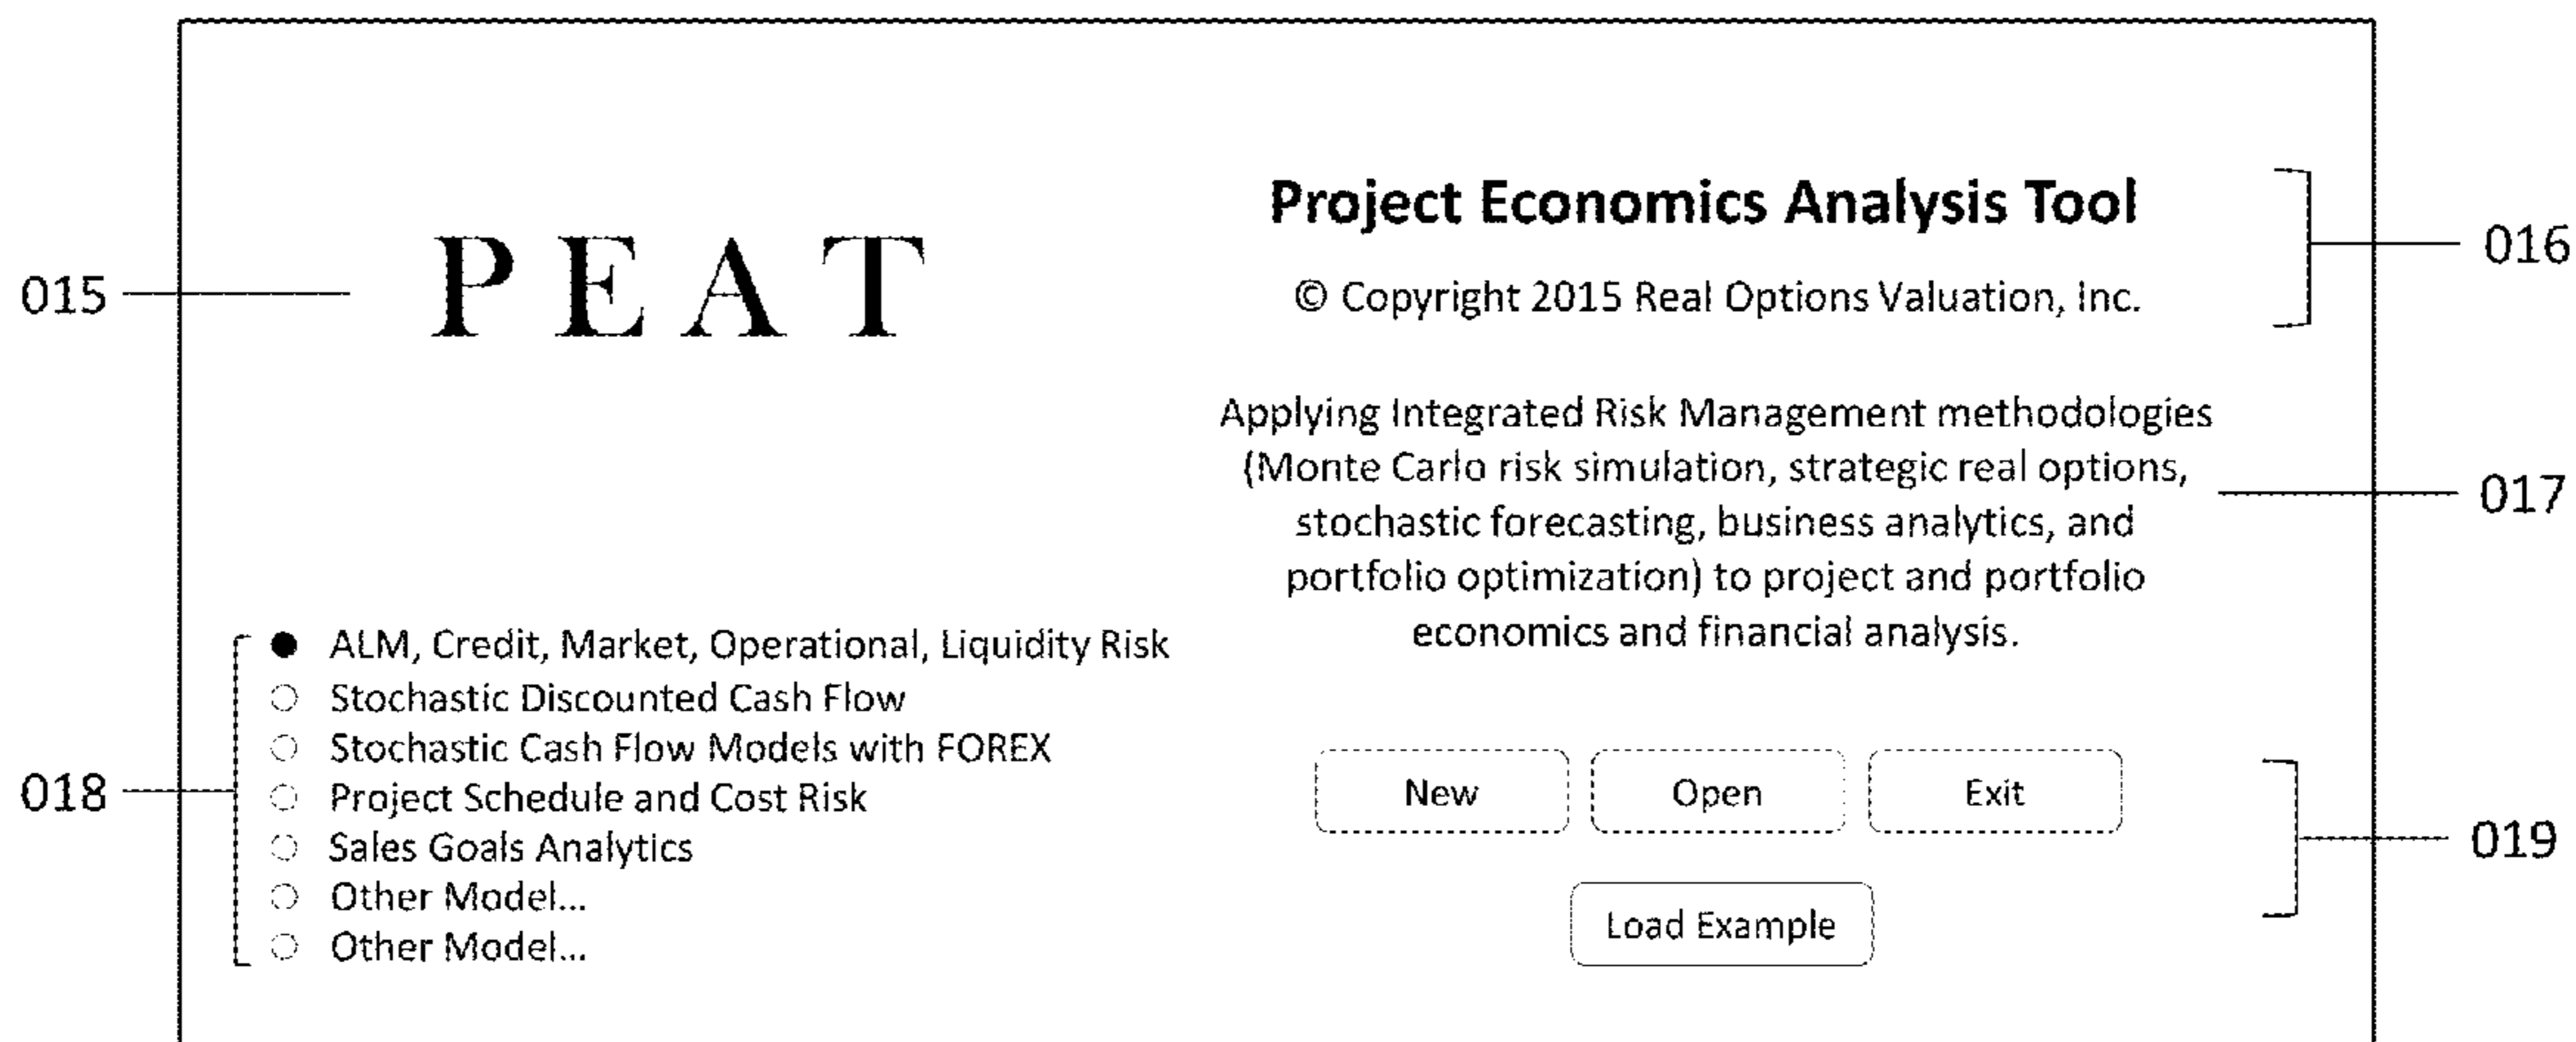 015
P E A T
Project Economics Analysis Tool
© Copyright 2015 Real Options Valuation, Inc.
016
Applying Integrated Risk Management methodologies
(Monte Carlo risk simulation, strategic real options,
stochastic forecasting, business analytics, and
portfolio optimization) to project and portfolio
economics and financial analysis.
017
018
ALM, Credit, Market, Operational, Liquidity Risk
Stochastic Discounted Cash Flow
Stochastic Cash Flow Models with FOREX
Project Schedule and Cost Risk
Sales Goals Analytics
Other Model...
Other Model...
New
Open
Exit
Load Example
019